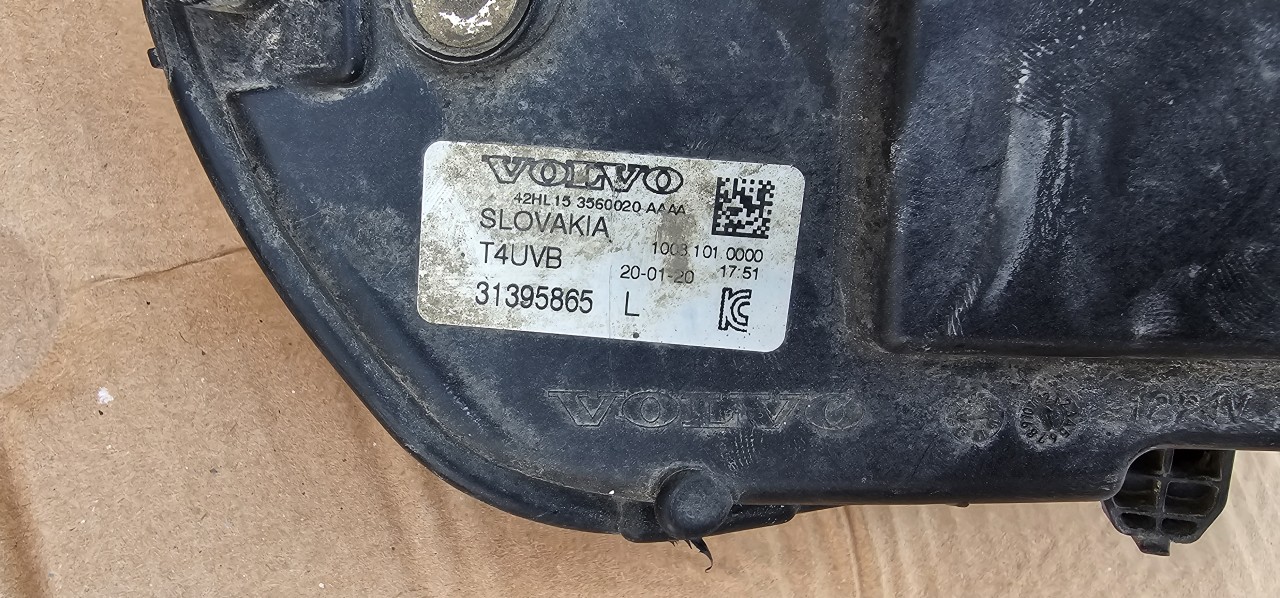 VOLVO
42HL15 3560020 AAAA
SLOVAKIA
1003.101.0000
T4UVB
20-01-20 17:51
31395865 L
VOLVO